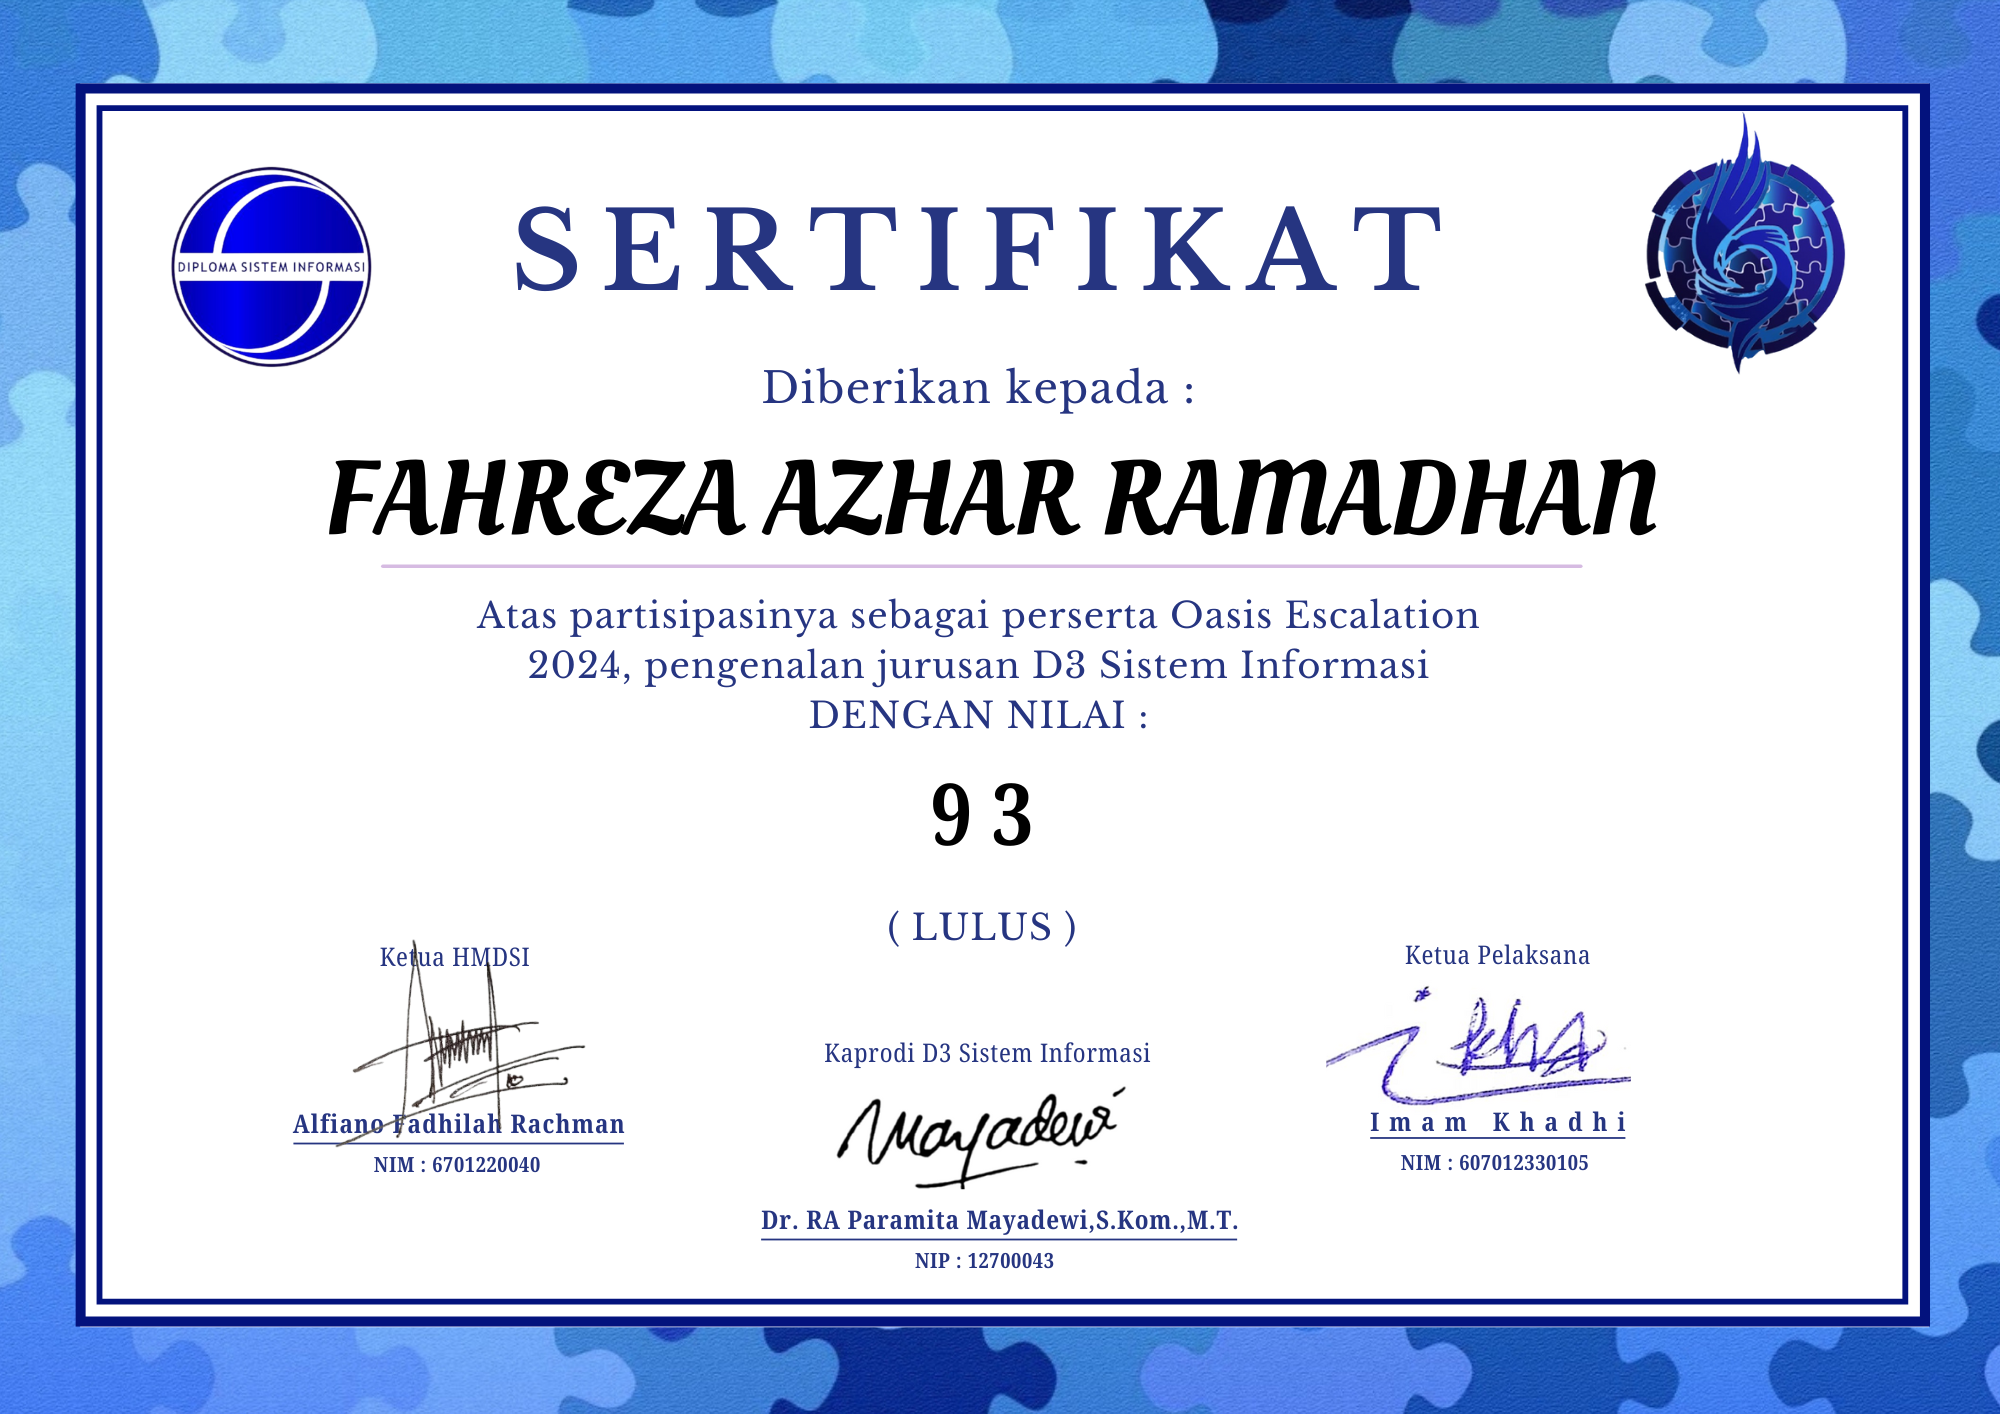 DIPLOMA SISTEM INFORMASI
SERTIFIKAT
Diberikan kepada :
FAHREZA AZHAR RAMADHAN
Atas partisipasinya sebagai perserta Oasis Escalation
2024, pengenalan jurusan D3 Sistem Informasi
DENGAN NILAI :
93
( LULUS )
Ketua HMDSI
Alfiano Fadhilah Rachman
NIM : 6701220040
Kaprodi D3 Sistem Informasi
Mayadewi
Dr. RA Paramita Mayadewi,S.Kom.,M.T.
NIP : 12700043
Ketua Pelaksana
Imam Khadhi
NIM : 607012330105